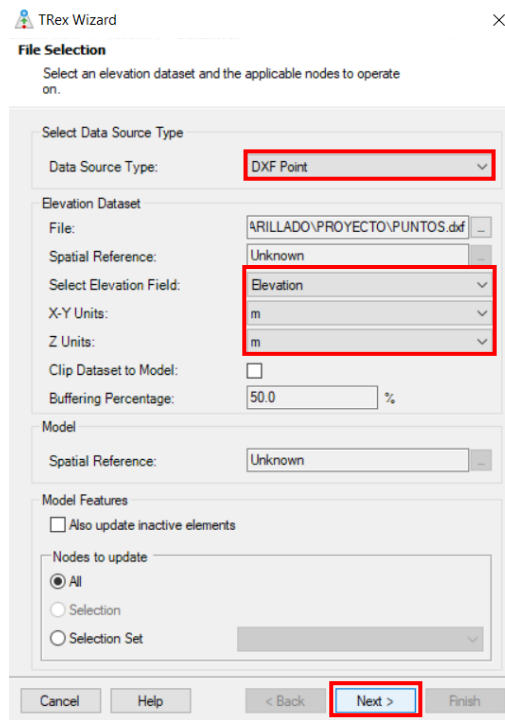 TRex Wizard
File Selection
Select an elevation dataset and the applicable nodes to operate
on.
Select Data Source Type
Data Source Type: DXF Point
Elevation Dataset
File: ARILLADO\PROYECTO\PUNTOS.dxf ...
Spatial Reference: Unknown ...
Select Elevation Field: Elevation
X-Y Units: m
Z Units: m
Clip Dataset to Model:
Buffering Percentage: 50.0 %
Model
Spatial Reference: Unknown ...
Model Features
Also update inactive elements
Nodes to update
All
Selection
Selection Set
Cancel Help < Back Next > Finish